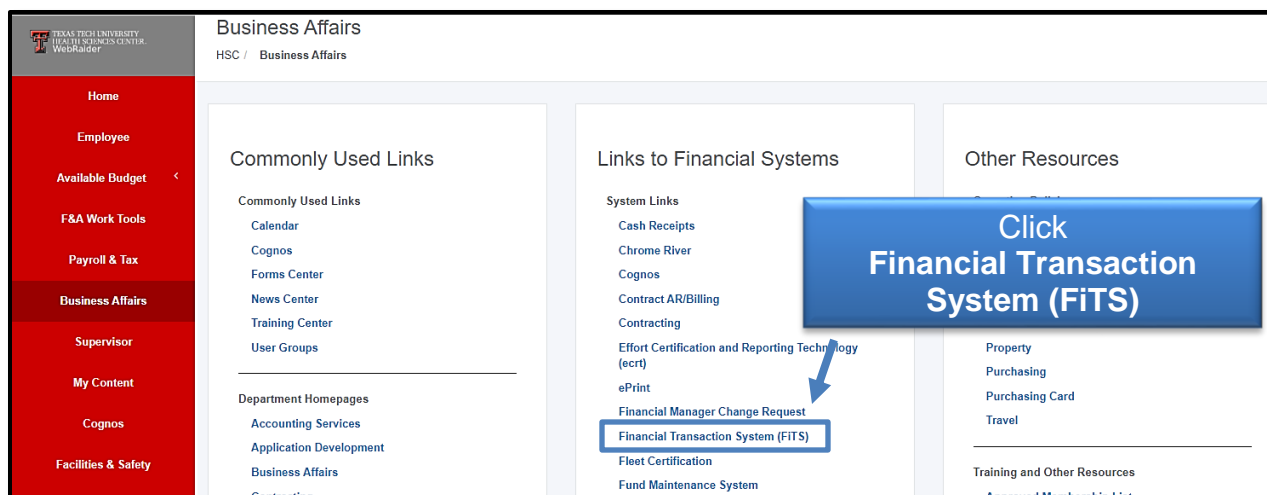 TEXAS TECH UNIVERSITY
HEALTH SCIENCES CENTER.
WebRaider
Home
Employee
Available Budget
F&A Work Tools
Payroll & Tax
Business Affairs
Supervisor
My Content
Cognos
Facilities & Safety
Business Affairs
HSC / Business Affairs
Commonly Used Links
Commonly Used Links
Calendar
Cognos
Forms Center
News Center
Training Center
User Groups
Department Homepages
Accounting Services
Application Development
Business Affairs
Contracting
Links to Financial Systems
System Links
Cash Receipts
Chrome River
Cognos
Contract AR/Billing
Contracting
Effort Certification and Reporting Technology
(ecrt)
ePrint
Financial Manager Change Request
Financial Transaction System (FiTS)
Fleet Certification
Fund Maintenance System
Click
Financial Transaction
System (FiTS)
Other Resources
Property
Purchasing
Purchasing Card
Travel
Training and Other Resources